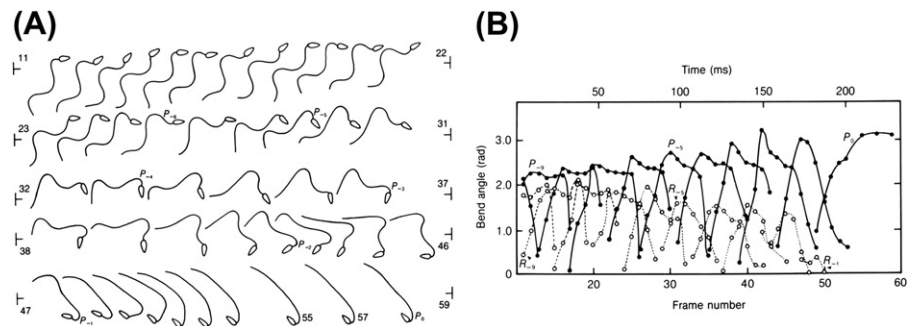 (A)
11
22
P₋₆
P₋₅
23
31
P₋₄
P₋₃
32
37
38
P₋₂
46
47
P₋₁
55
57
P₀
59
(B)
Time (ms)
50 100 150 200
Bend angle (rad)
3.0
2.0
1.0
0
P₋₉
P₋₅
P₀
R₋₉
R₋₅
R₋₁
10 20 30 40 50 60
Frame number